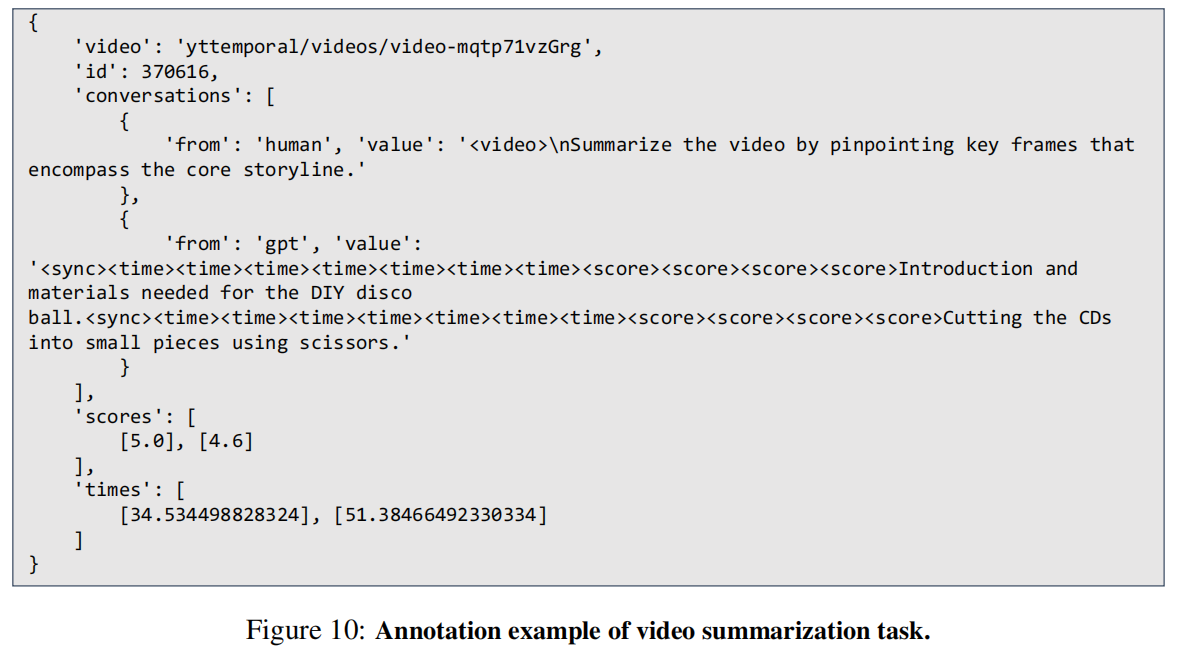 {
    'video': 'yttemporal/videos/video-mqtp71vzGrg',
    'id': 370616,
    'conversations': [
        {
            'from': 'human', 'value': '<video>\nSummarize the video by pinpointing key frames that
encompass the core storyline.'
        },
        {
            'from': 'gpt', 'value':
'<sync><time><time><time><time><time><time><time><score><score><score><score>Introduction and
materials needed for the DIY disco
ball.<sync><time><time><time><time><time><time><time><score><score><score><score>Cutting the CDs
into small pieces using scissors.'
        }
    ],
    'scores': [
        [5.0], [4.6]
    ],
    'times': [
        [34.534498828324], [51.38466492330334]
    ]
}
Figure 10: Annotation example of video summarization task.